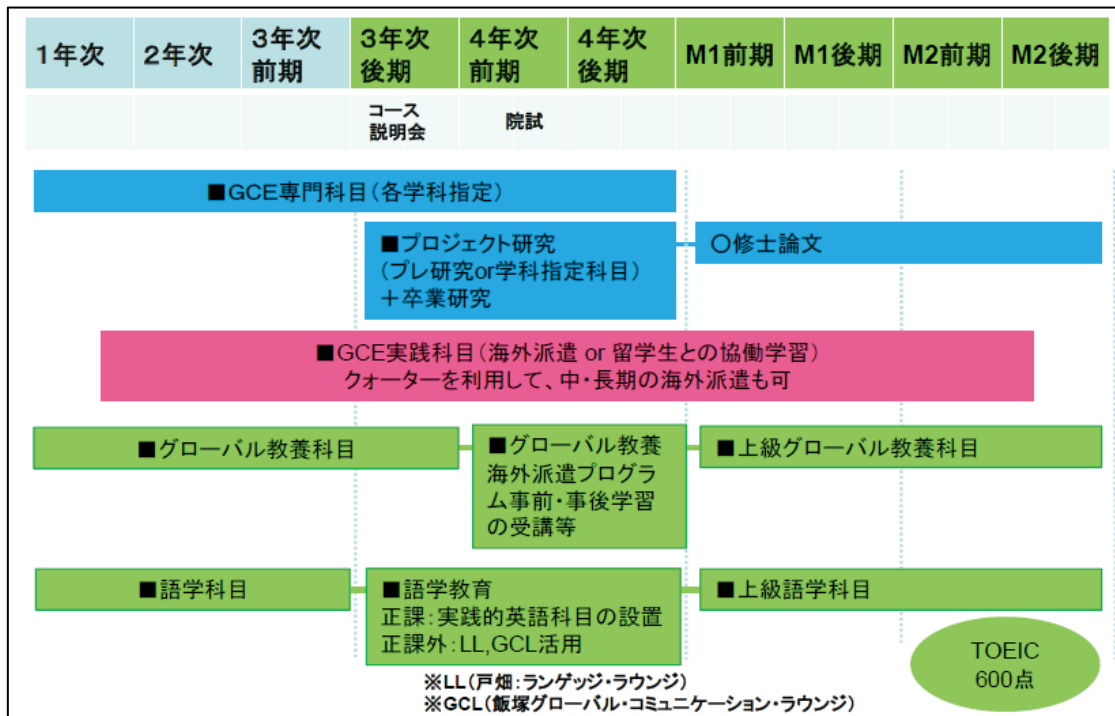 1年次
2年次
3年次
前期
3年次
後期
4年次
前期
4年次
後期
M1前期
M1後期
M2前期
M2後期
コース
説明会
院試
■GCE専門科目(各学科指定)
■プロジェクト研究
(プレ研究or学科指定科目)
+卒業研究
○修士論文
■GCE実践科目(海外派遣 or 留学生との協働学習)
クォーターを利用して、中・長期の海外派遣も可
■グローバル教養科目
■グローバル教養
海外派遣プログラ
ム事前・事後学習
の受講等
■上級グローバル教養科目
■語学科目
■語学教育
正課:実践的英語科目の設置
正課外:LL,GCL活用
■上級語学科目
TOEIC
600点
※LL(戸畑:ランゲッジ・ラウンジ)
※GCL(飯塚グローバル・コミュニケーション・ラウンジ)